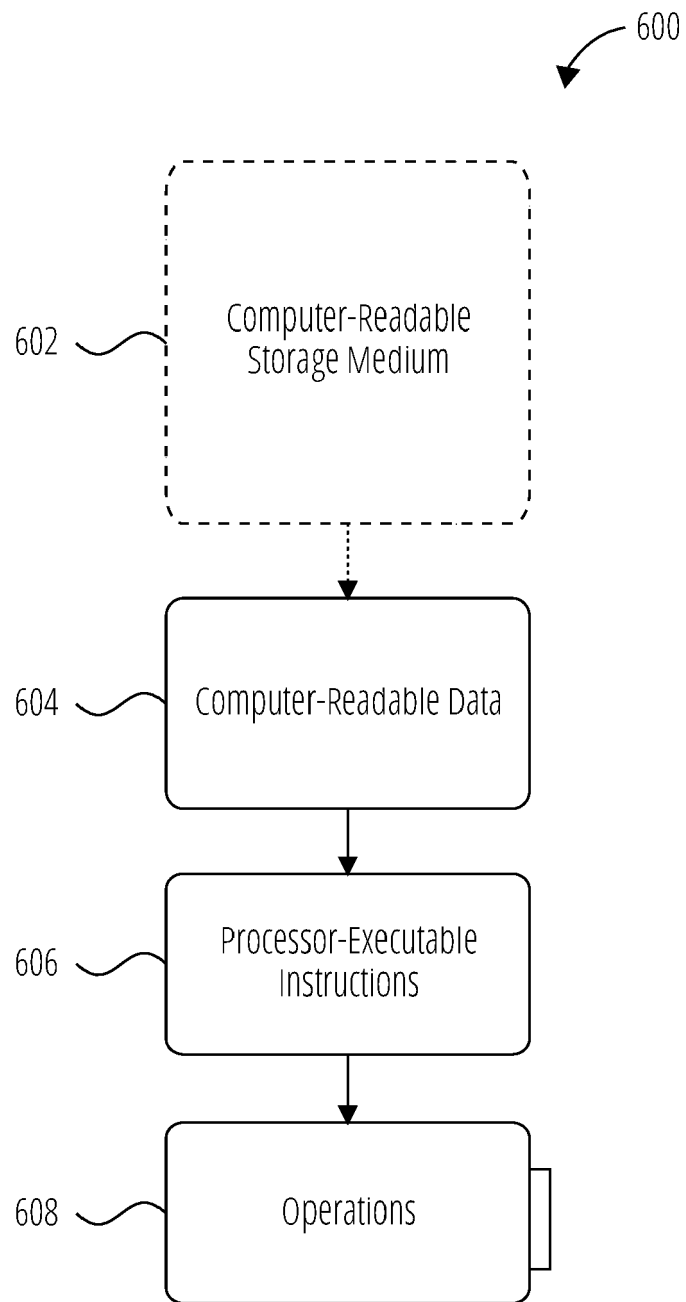 600
Computer-Readable
Storage Medium
602
Computer-Readable Data
604
Processor-Executable
Instructions
606
Operations
608